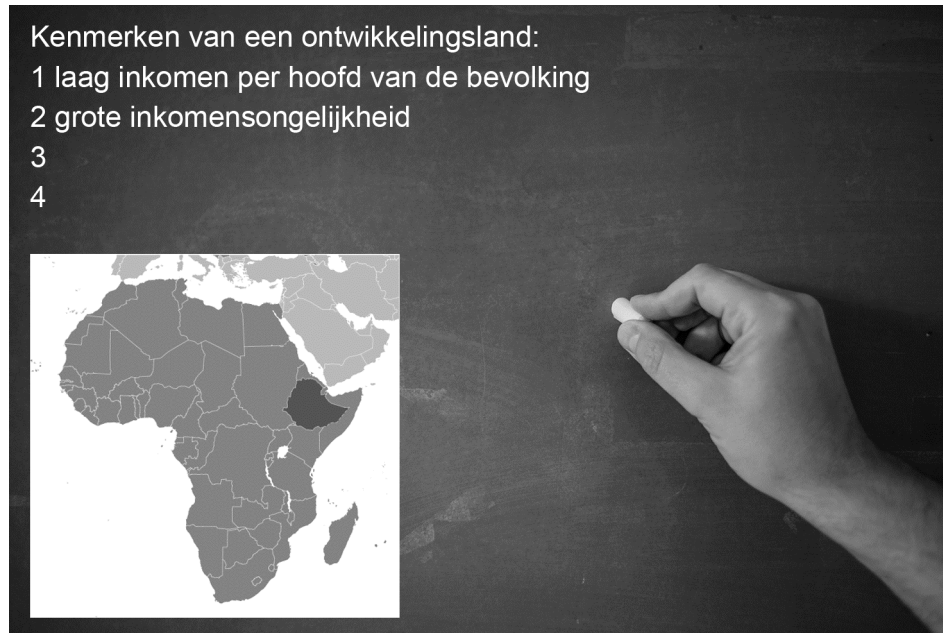 Kenmerken van een ontwikkelingsland:
1 laag inkomen per hoofd van de bevolking
2 grote inkomensongelijkheid
3
4